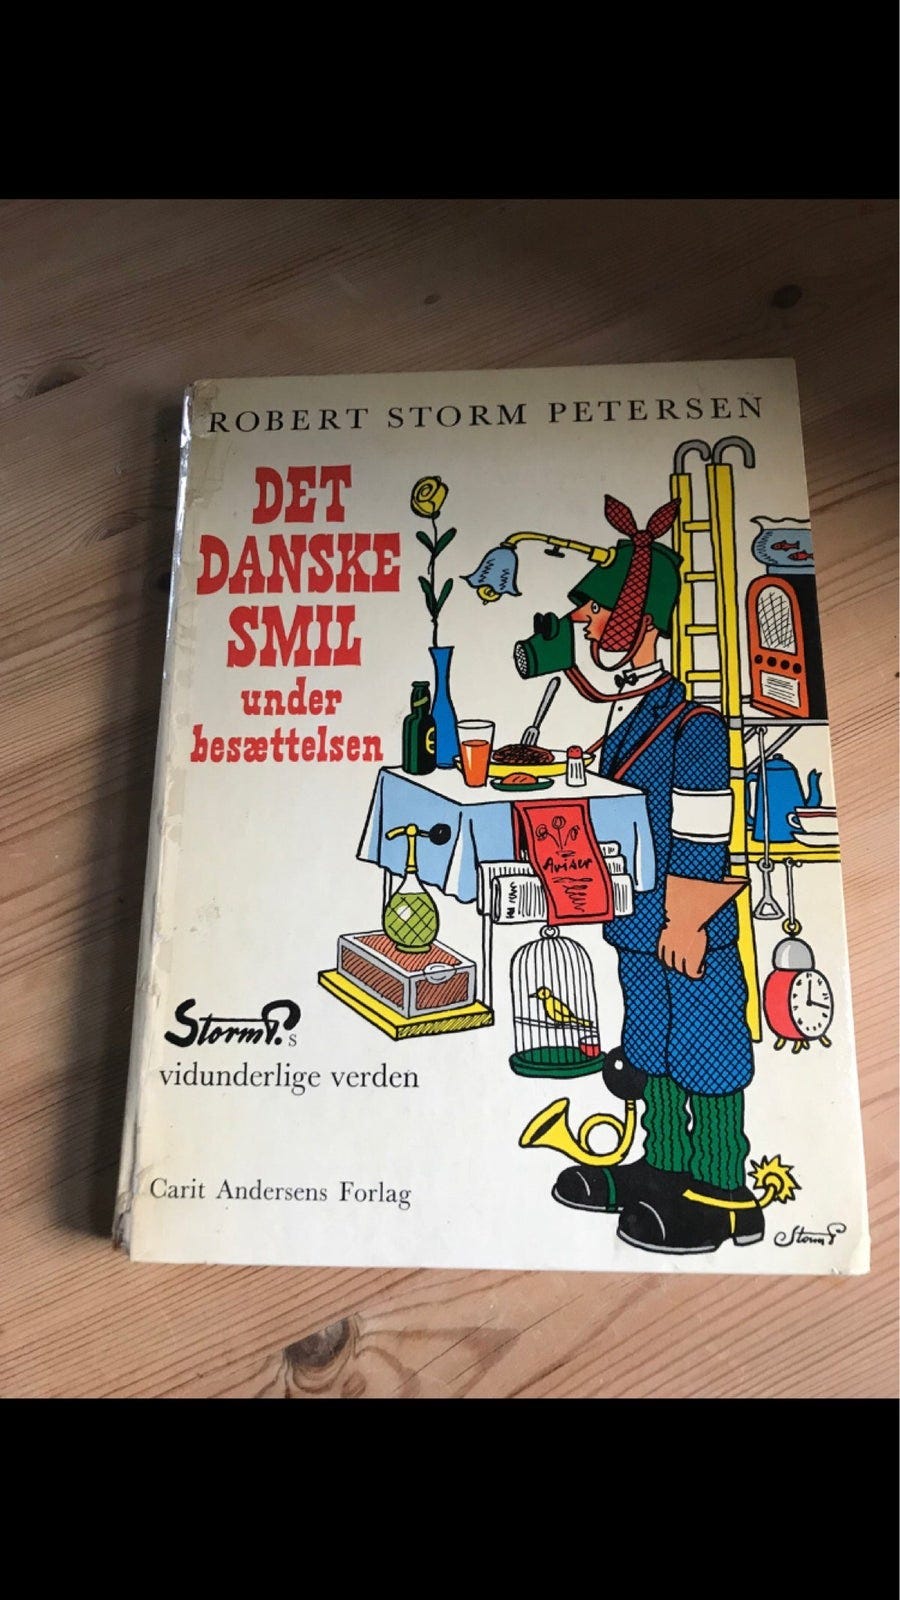 ROBERT STORM PETERSEN
DET
DANSKE
SMIL
under
besættelsen
Aviser
Storm P.s
vidunderlige verden
Carit Andersens Forlag
Storm P